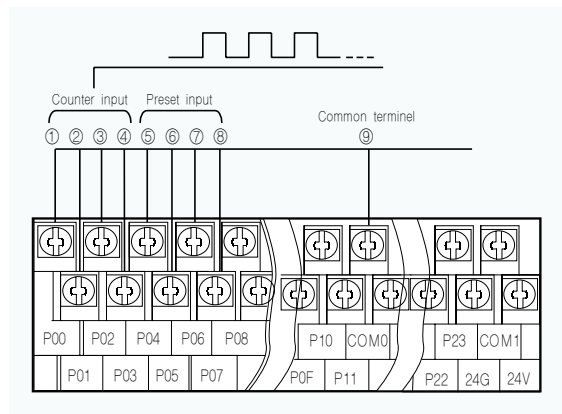 Counter input Preset input
Common terminel
① ② ③ ④ ⑤ ⑥ ⑦ ⑧ ⑨
P00 P02 P04 P06 P08 P10 COM0 P23 COM1
P01 P03 P05 P07 P0F P11 P22 24G 24V